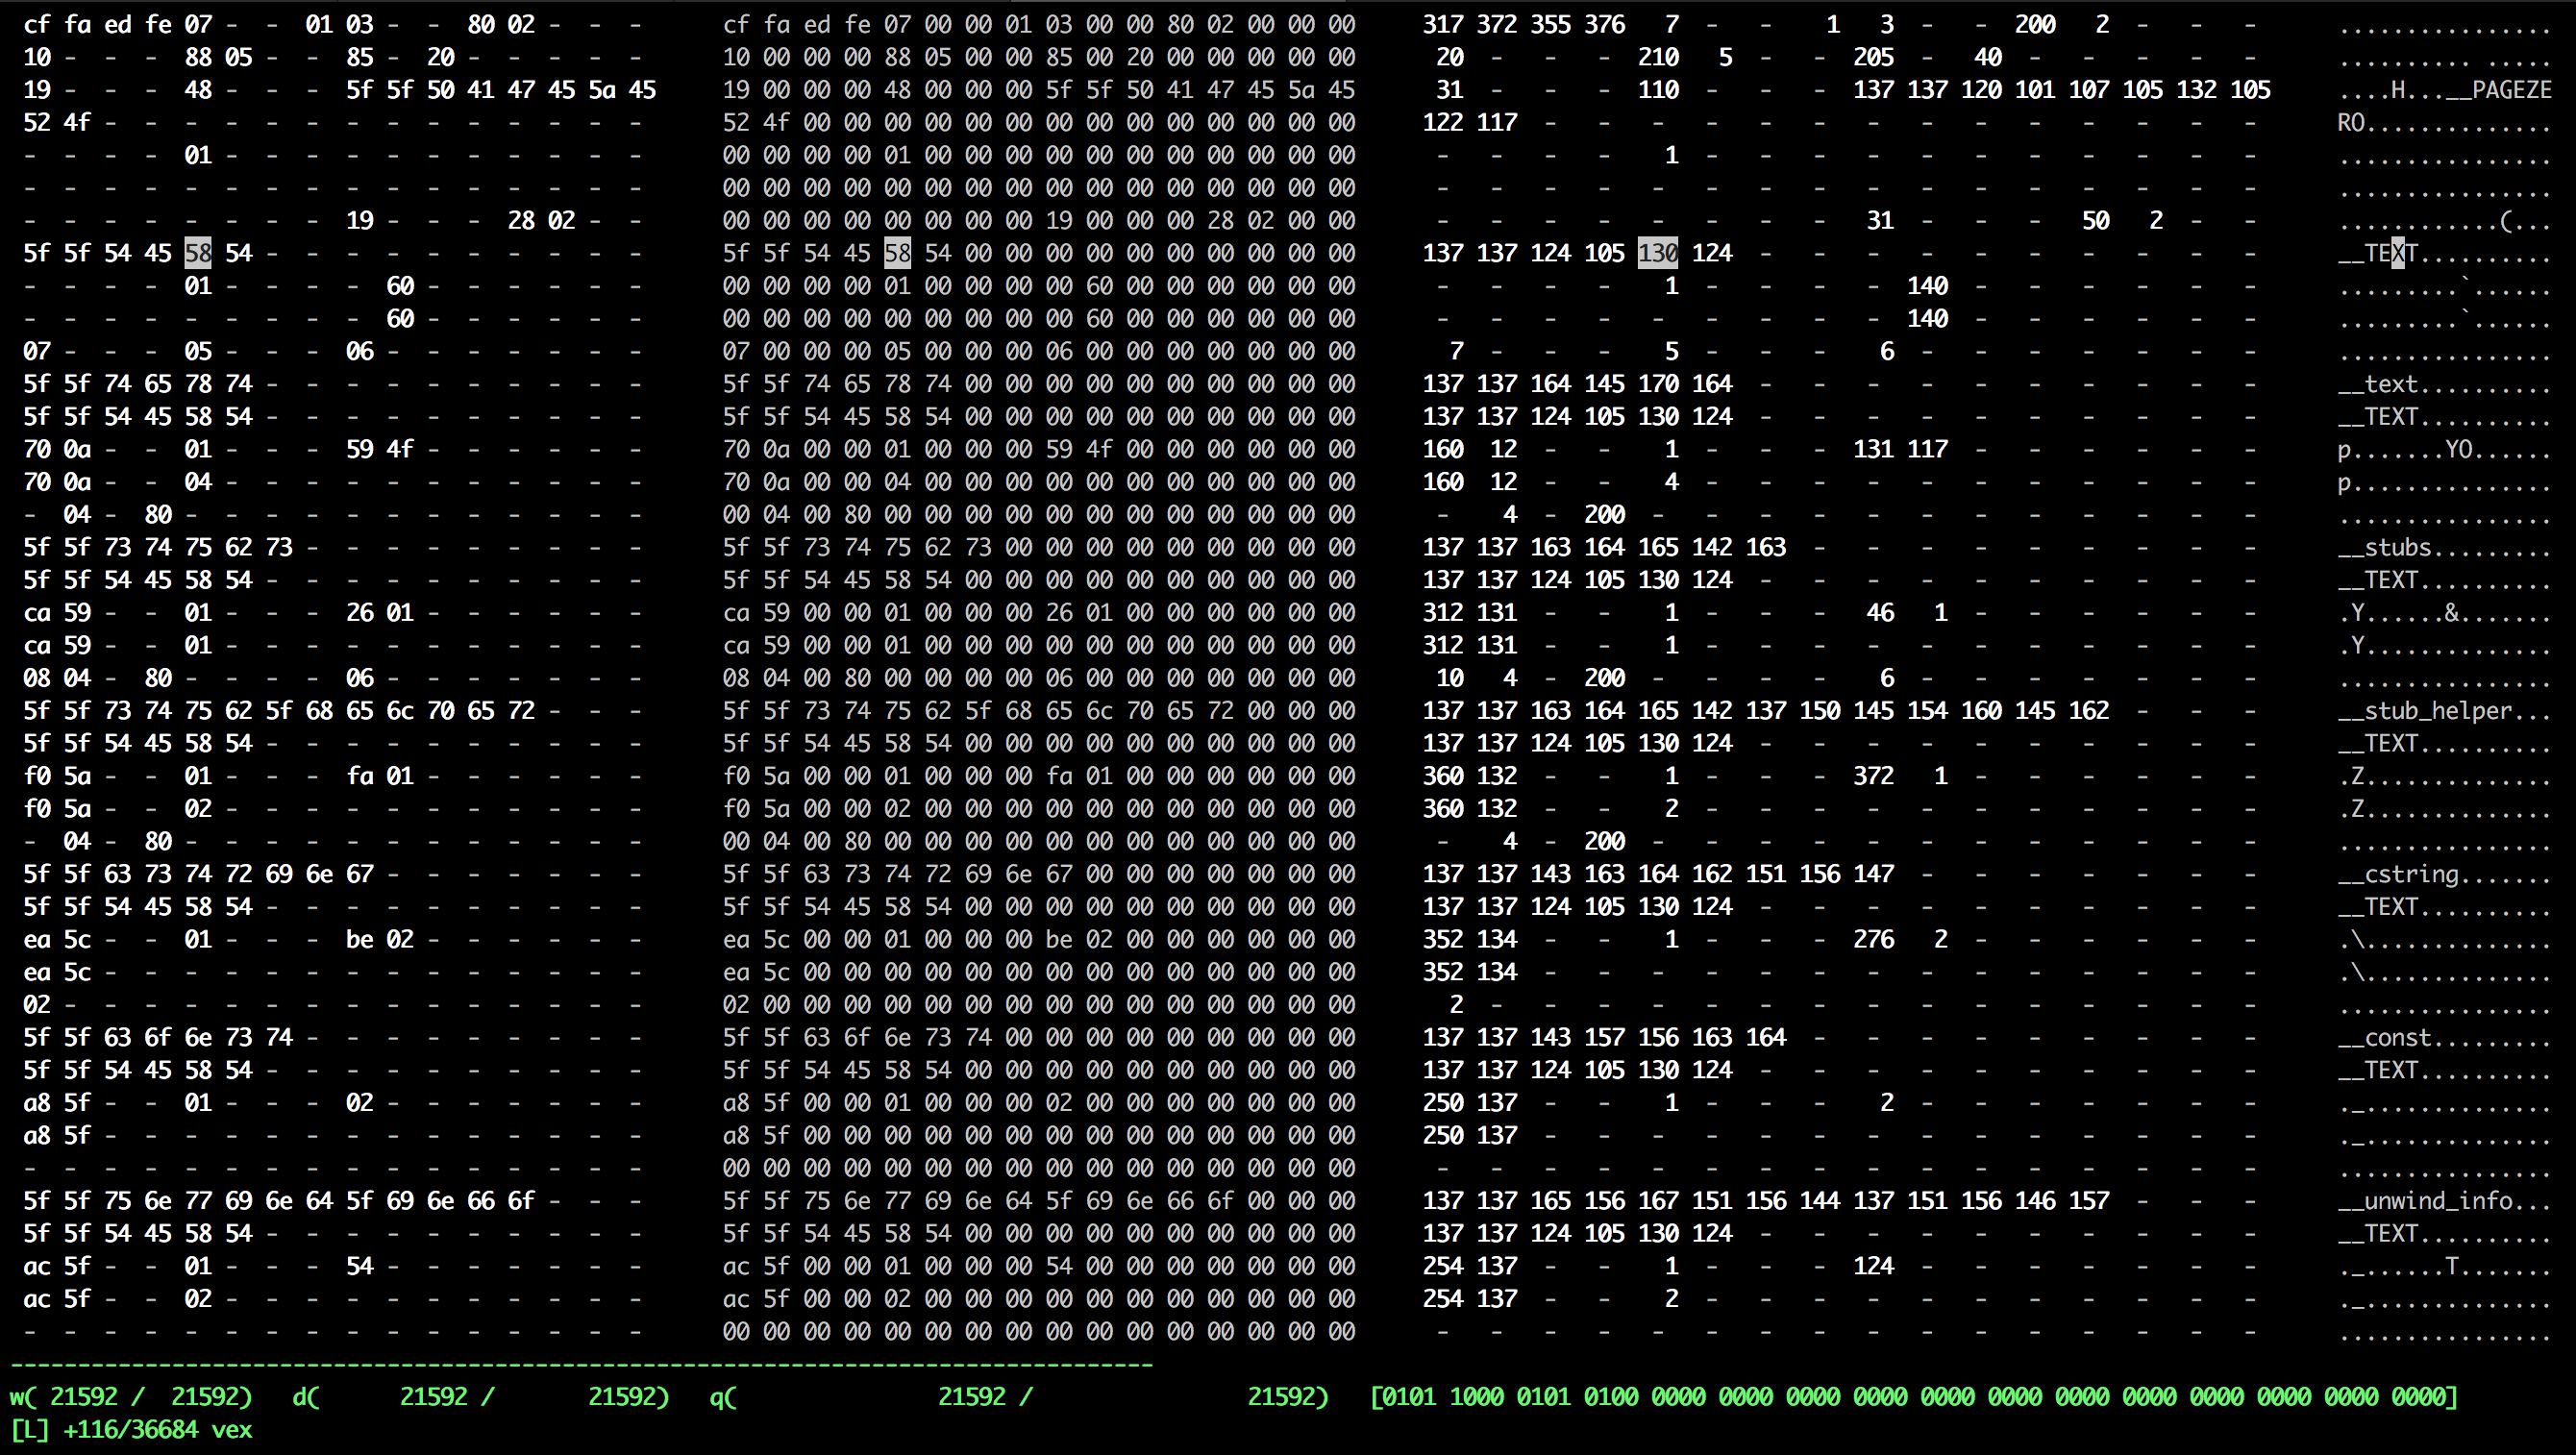 cf fa ed fe 07 - - 01 03 - - 80 02 - - - cf fa ed fe 07 00 00 01 03 00 00 80 02 00 00 00 317 372 355 376 7 - - 1 3 - - 200 2 - - - ................
10 - - - 88 05 - - 85 - 20 - - - - - 10 00 00 00 88 05 00 00 85 00 20 00 00 00 00 00 20 - - - 210 5 - - 205 - 40 - - - - - .......... .....
19 - - - 48 - - - 5f 5f 50 41 47 45 5a 45 19 00 00 00 48 00 00 00 5f 5f 50 41 47 45 5a 45 31 - - - 110 - - - 137 137 120 101 107 105 132 105 ....H...__PAGEZE
52 4f - - - - - - - - - - - - - - 52 4f 00 00 00 00 00 00 00 00 00 00 00 00 00 00 122 117 - - - - - - - - - - - - - - RO..............
- - - - 01 - - - - - - - - - - - 00 00 00 00 01 00 00 00 00 00 00 00 00 00 00 00 - - - - 1 - - - - - - - - - - - ................
- - - - - - - - - - - - - - - - 00 00 00 00 00 00 00 00 00 00 00 00 00 00 00 00 - - - - - - - - - - - - - - - - ................
- - - - - - - - 19 - - - 28 02 - - 00 00 00 00 00 00 00 00 19 00 00 00 28 02 00 00 - - - - - - - - 31 - - - 50 2 - - ............(...
5f 5f 54 45 58 54 - - - - - - - - - - 5f 5f 54 45 58 54 00 00 00 00 00 00 00 00 00 00 137 137 124 105 130 124 - - - - - - - - - - __TEXT..........
- - - - 01 - - - - 60 - - - - - - 00 00 00 00 01 00 00 00 00 60 00 00 00 00 00 00 - - - - 1 - - - - 140 - - - - - - .........`......
- - - - - - - - - 60 - - - - - - 00 00 00 00 00 00 00 00 00 60 00 00 00 00 00 00 - - - - - - - - - 140 - - - - - - .........`......
07 - - - 05 - - - 06 - - - - - - - 07 00 00 00 05 00 00 00 06 00 00 00 00 00 00 00 7 - - - 5 - - - 6 - - - - - - - ................
5f 5f 74 65 78 74 - - - - - - - - - - 5f 5f 74 65 78 74 00 00 00 00 00 00 00 00 00 00 137 137 164 145 170 164 - - - - - - - - - - __text..........
5f 5f 54 45 58 54 - - - - - - - - - - 5f 5f 54 45 58 54 00 00 00 00 00 00 00 00 00 00 137 137 124 105 130 124 - - - - - - - - - - __TEXT..........
70 0a - - 01 - - - 59 4f - - - - - - 70 0a 00 00 01 00 00 00 59 4f 00 00 00 00 00 00 160 12 - - 1 - - - 131 117 - - - - - - p.......YO......
70 0a - - 04 - - - - - - - - - - - 70 0a 00 00 04 00 00 00 00 00 00 00 00 00 00 00 160 12 - - 4 - - - - - - - - - - - p...............
- 04 - 80 - - - - - - - - - - - - 00 04 00 80 00 00 00 00 00 00 00 00 00 00 00 00 - 4 - 200 - - - - - - - - - - - - ................
5f 5f 73 74 75 62 73 - - - - - - - - - 5f 5f 73 74 75 62 73 00 00 00 00 00 00 00 00 00 137 137 163 164 165 142 163 - - - - - - - - - __stubs.........
5f 5f 54 45 58 54 - - - - - - - - - - 5f 5f 54 45 58 54 00 00 00 00 00 00 00 00 00 00 137 137 124 105 130 124 - - - - - - - - - - __TEXT..........
ca 59 - - 01 - - - 26 01 - - - - - - ca 59 00 00 01 00 00 00 26 01 00 00 00 00 00 00 312 131 - - 1 - - - 46 1 - - - - - - .Y......&.......
ca 59 - - 01 - - - - - - - - - - - ca 59 00 00 01 00 00 00 00 00 00 00 00 00 00 00 312 131 - - 1 - - - - - - - - - - - .Y..............
08 04 - 80 - - - - 06 - - - - - - - 08 04 00 80 00 00 00 00 06 00 00 00 00 00 00 00 10 4 - 200 - - - - 6 - - - - - - - ................
5f 5f 73 74 75 62 5f 68 65 6c 70 65 72 - - - 5f 5f 73 74 75 62 5f 68 65 6c 70 65 72 00 00 00 137 137 163 164 165 142 137 150 145 154 160 145 162 - - - __stub_helper...
5f 5f 54 45 58 54 - - - - - - - - - - 5f 5f 54 45 58 54 00 00 00 00 00 00 00 00 00 00 137 137 124 105 130 124 - - - - - - - - - - __TEXT..........
f0 5a - - 01 - - - fa 01 - - - - - - f0 5a 00 00 01 00 00 00 fa 01 00 00 00 00 00 00 360 132 - - 1 - - - 372 1 - - - - - - .Z..............
f0 5a - - 02 - - - - - - - - - - - f0 5a 00 00 02 00 00 00 00 00 00 00 00 00 00 00 360 132 - - 2 - - - - - - - - - - - .Z..............
- 04 - 80 - - - - - - - - - - - - 00 04 00 80 00 00 00 00 00 00 00 00 00 00 00 00 - 4 - 200 - - - - - - - - - - - - ................
5f 5f 63 73 74 72 69 6e 67 - - - - - - - 5f 5f 63 73 74 72 69 6e 67 00 00 00 00 00 00 00 137 137 143 163 164 162 151 156 147 - - - - - - - __cstring.......
5f 5f 54 45 58 54 - - - - - - - - - - 5f 5f 54 45 58 54 00 00 00 00 00 00 00 00 00 00 137 137 124 105 130 124 - - - - - - - - - - __TEXT..........
ea 5c - - 01 - - - be 02 - - - - - - ea 5c 00 00 01 00 00 00 be 02 00 00 00 00 00 00 352 134 - - 1 - - - 276 2 - - - - - - .\..............
ea 5c - - - - - - - - - - - - - - ea 5c 00 00 00 00 00 00 00 00 00 00 00 00 00 00 352 134 - - - - - - - - - - - - - - .\..............
02 - - - - - - - - - - - - - - - 02 00 00 00 00 00 00 00 00 00 00 00 00 00 00 00 2 - - - - - - - - - - - - - - - ................
5f 5f 63 6f 6e 73 74 - - - - - - - - - 5f 5f 63 6f 6e 73 74 00 00 00 00 00 00 00 00 00 137 137 143 157 156 163 164 - - - - - - - - - __const.........
5f 5f 54 45 58 54 - - - - - - - - - - 5f 5f 54 45 58 54 00 00 00 00 00 00 00 00 00 00 137 137 124 105 130 124 - - - - - - - - - - __TEXT..........
a8 5f - - 01 - - - 02 - - - - - - - a8 5f 00 00 01 00 00 00 02 00 00 00 00 00 00 00 250 137 - - 1 - - - 2 - - - - - - - ._..............
a8 5f - - - - - - - - - - - - - - a8 5f 00 00 00 00 00 00 00 00 00 00 00 00 00 00 250 137 - - - - - - - - - - - - - - ._..............
- - - - - - - - - - - - - - - - 00 00 00 00 00 00 00 00 00 00 00 00 00 00 00 00 - - - - - - - - - - - - - - - - ................
5f 5f 75 6e 77 69 6e 64 5f 69 6e 66 6f - - - 5f 5f 75 6e 77 69 6e 64 5f 69 6e 66 6f 00 00 00 137 137 165 156 167 151 156 144 137 151 156 146 157 - - - __unwind_info...
5f 5f 54 45 58 54 - - - - - - - - - - 5f 5f 54 45 58 54 00 00 00 00 00 00 00 00 00 00 137 137 124 105 130 124 - - - - - - - - - - __TEXT..........
ac 5f - - 01 - - - 54 - - - - - - - ac 5f 00 00 01 00 00 00 54 00 00 00 00 00 00 00 254 137 - - 1 - - - 124 - - - - - - - ._......T.......
ac 5f - - 02 - - - - - - - - - - - ac 5f 00 00 02 00 00 00 00 00 00 00 00 00 00 00 254 137 - - 2 - - - - - - - - - - - ._..............
- - - - - - - - - - - - - - - - 00 00 00 00 00 00 00 00 00 00 00 00 00 00 00 00 - - - - - - - - - - - - - - - - ................
-------------------------------------------------------------------------------------
w( 21592 / 21592) d( 21592 / 21592) q( 21592 / 21592) [0101 1000 0101 0100 0000 0000 0000 0000 0000 0000 0000 0000 0000 0000 0000 0000]
[L] +116/36684 vex